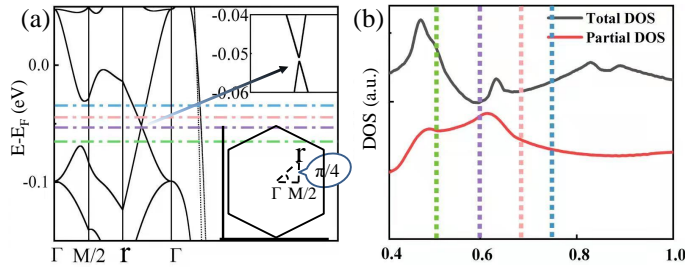 (a)
-0.04
-0.05
-0.06
0.0
-0.1
E-E_F (eV)
r
π/4
Γ
M/2
Γ
M/2
r
Γ
(b)
Total DOS
Partial DOS
DOS (a.u.)
0.4
0.6
0.8
1.0